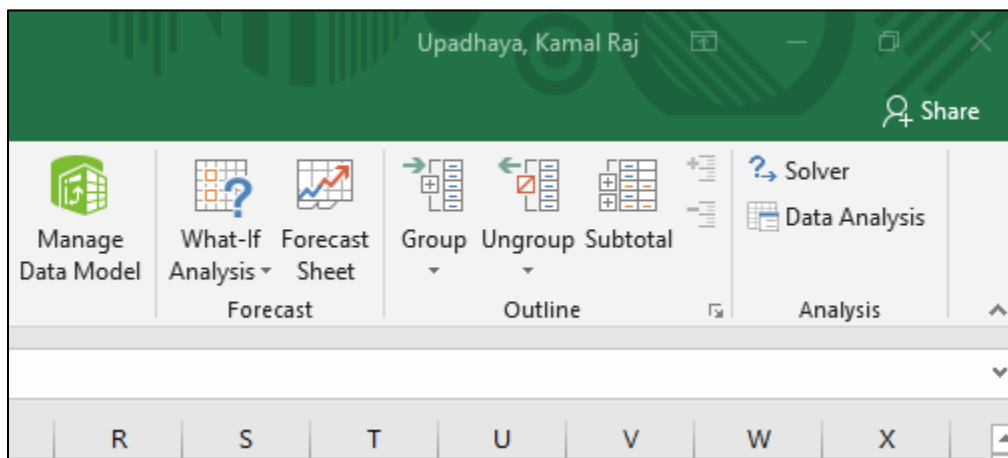 Upadhaya, Kamal Raj
Share
Manage
Data Model
What-If
Analysis
Forecast
Sheet
Forecast
Group
Ungroup
Subtotal
Outline
Solver
Data Analysis
Analysis
R S T U V W X